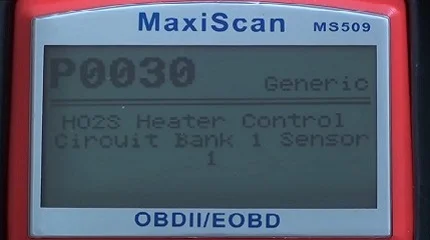 MaxiScan MS509
P0030 Generic
HO2S Heater Control
Circuit Bank 1 Sensor
1
OBDII/EOBD